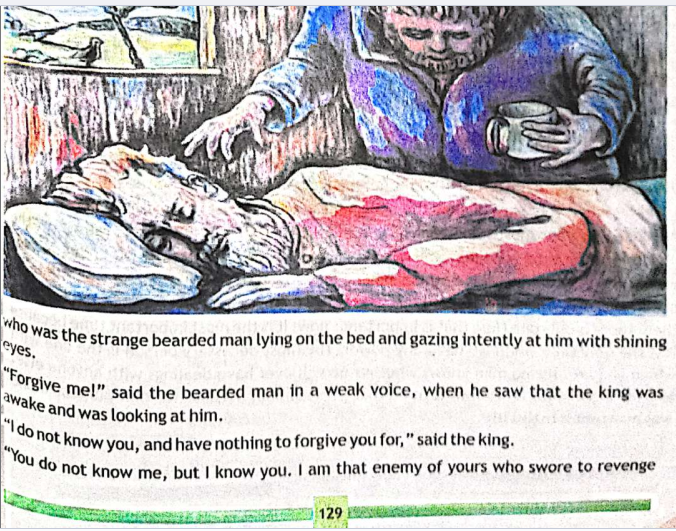 who was the strange bearded man lying on the bed and gazing intently at him with shining
eyes.
“Forgive me!” said the bearded man in a weak voice, when he saw that the king was
awake and was looking at him.
“I do not know you, and have nothing to forgive you for,” said the king.
“You do not know me, but I know you. I am that enemy of yours who swore to revenge
129